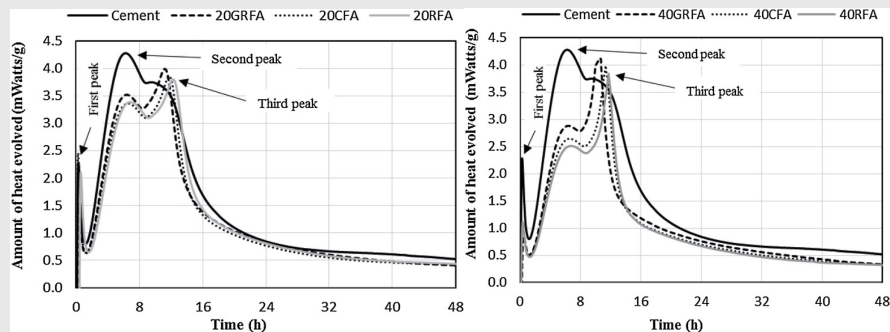 Cement 20GRFA 20CFA 20RFA
Amount of heat evolved (mWatts/g)
4.5
4.0
3.5
3.0
2.5
2.0
1.5
1.0
0.5
0.0
First peak
Second peak
Third peak
0 8 16 24 32 40 48
Time (h)
Cement 40GRFA 40CFA 40RFA
Amount of heat evolved (mWatts/g)
4.5
4.0
3.5
3.0
2.5
2.0
1.5
1.0
0.5
0.0
First peak
Second peak
Third peak
0 8 16 24 32 40 48
Time (h)